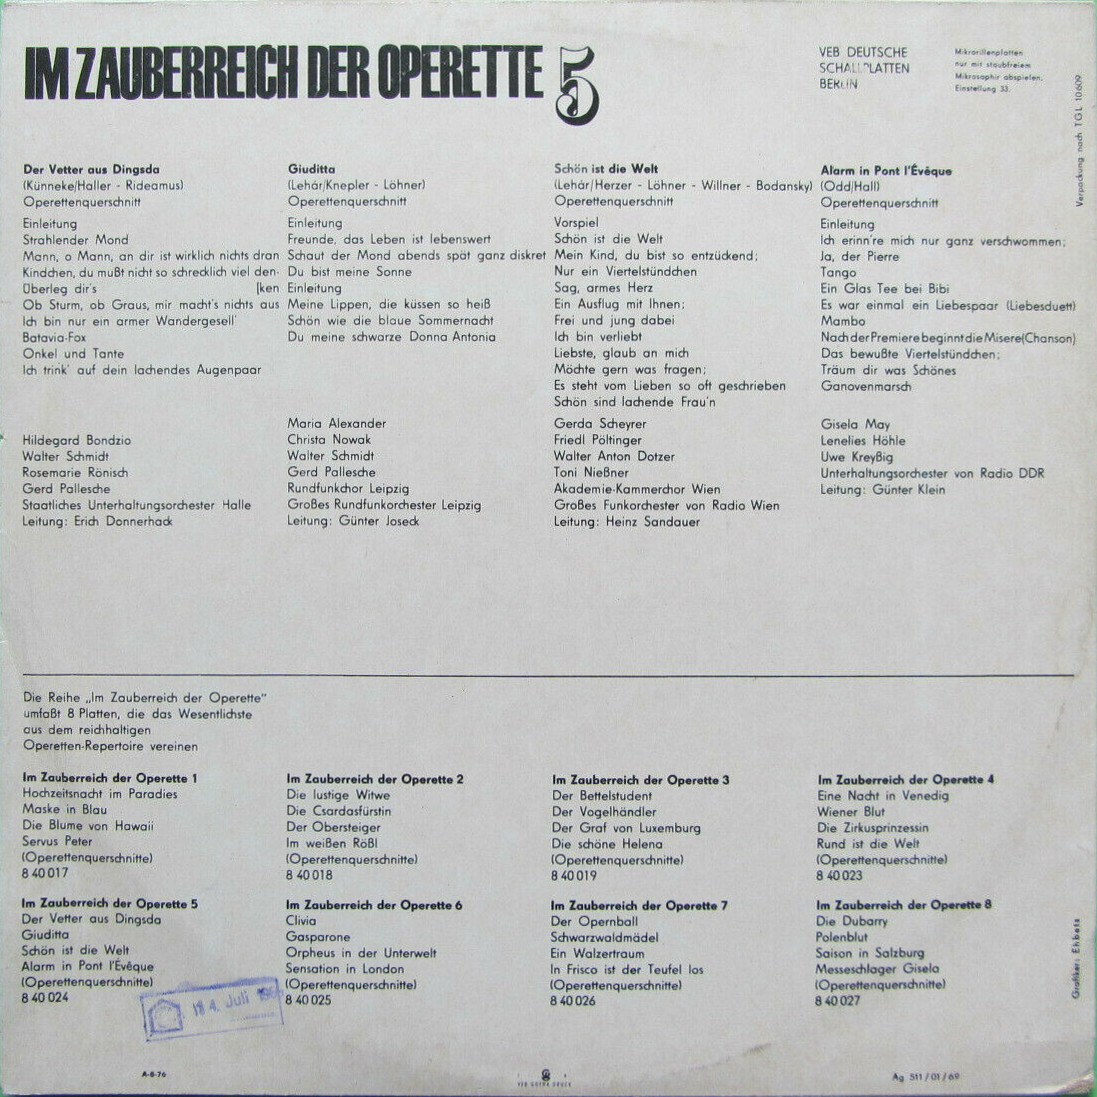 IM ZAUBERREICH DER OPERETTE 5
VEB DEUTSCHE
SCHALLPLATTEN
BERLIN
Mikrorillenplatten
nur mit staubfreiem
Mikrosaphir abspielen,
Einstellung 33.
Verpackung nach TGL 10609
Der Vetter aus Dingsda
(Künneke/Haller - Rideamus)
Operettenquerschnitt
Einleitung
Strahlender Mond
Mann, o Mann, an dir ist wirklich nichts dran
Kindchen, du mußt nicht so schrecklich viel den-
Überleg dir's [ken
Ob Sturm, ob Graus, mir macht's nichts aus
Ich bin nur ein armer Wandergesell'
Batavia-Fox
Onkel und Tante
Ich trink' auf dein lachendes Augenpaar
Hildegard Bondzio
Walter Schmidt
Rosemarie Rönisch
Gerd Pallesche
Staatliches Unterhaltungsorchester Halle
Leitung: Erich Donnerhack
Giuditta
(Lehár/Knepler - Löhner)
Operettenquerschnitt
Einleitung
Freunde, das Leben ist lebenswert
Schaut der Mond abends spät ganz diskret
Du bist meine Sonne
Einleitung
Meine Lippen, die küssen so heiß
Schön wie die blaue Sommernacht
Du meine schwarze Donna Antonia
Maria Alexander
Christa Nowak
Walter Schmidt
Gerd Pallesche
Rundfunkchor Leipzig
Großes Rundfunkorchester Leipzig
Leitung: Günter Joseck
Schön ist die Welt
(Lehár/Herzer - Löhner - Willner - Bodansky)
Operettenquerschnitt
Vorspiel
Schön ist die Welt
Mein Kind, du bist so entzückend;
Nur ein Viertelstündchen
Sag, armes Herz
Ein Ausflug mit Ihnen;
Frei und jung dabei
Ich bin verliebt
Liebste, glaub an mich
Möchte gern was fragen;
Es steht vom Lieben so oft geschrieben
Schön sind lachende Frau'n
Gerda Scheyrer
Friedl Pöltinger
Walter Anton Dotzer
Toni Nießner
Akademie-Kammerchor Wien
Großes Funkorchester von Radio Wien
Leitung: Heinz Sandauer
Alarm in Pont l'Évêque
(Odd/Hall)
Operettenquerschnitt
Einleitung
Ich erinn're mich nur ganz verschwommen;
Ja, der Pierre
Tango
Ein Glas Tee bei Bibi
Es war einmal ein Liebespaar (Liebesduett)
Mambo
Nach der Premiere beginnt die Misere (Chanson)
Das bewußte Viertelstündchen;
Träum dir was Schönes
Ganovenmarsch
Gisela May
Lenelies Höhle
Uwe Kreyßig
Unterhaltungsorchester von Radio DDR
Leitung: Günter Klein
Die Reihe „Im Zauberreich der Operette"
umfaßt 8 Platten, die das Wesentlichste
aus dem reichhaltigen
Operetten-Repertoire vereinen
Im Zauberreich der Operette 1
Hochzeitsnacht im Paradies
Maske in Blau
Die Blume von Hawaii
Servus Peter
(Operettenquerschnitte)
8 40 017
Im Zauberreich der Operette 2
Die lustige Witwe
Die Csardasfürstin
Der Obersteiger
Im weißen Rößl
(Operettenquerschnitte)
8 40 018
Im Zauberreich der Operette 3
Der Bettelstudent
Der Vogelhändler
Der Graf von Luxemburg
Die schöne Helena
(Operettenquerschnitte)
8 40 019
Im Zauberreich der Operette 4
Eine Nacht in Venedig
Wiener Blut
Die Zirkusprinzessin
Rund ist die Welt
(Operettenquerschnitte)
8 40 023
Im Zauberreich der Operette 5
Der Vetter aus Dingsda
Giuditta
Schön ist die Welt
Alarm in Pont l'Évêque
(Operettenquerschnitte)
8 40 024
Im Zauberreich der Operette 6
Clivia
Gasparone
Orpheus in der Unterwelt
Sensation in London
(Operettenquerschnitte)
8 40 025
Im Zauberreich der Operette 7
Der Opernball
Schwarzwaldmädel
Ein Walzertraum
In Frisco ist der Teufel los
(Operettenquerschnitte)
8 40 026
Im Zauberreich der Operette 8
Die Dubarry
Polenblut
Saison in Salzburg
Messeschlager Gisela
(Operettenquerschnitte)
8 40 027
Grafiker: Ehbets
4. Juli
A-8-76
VEB GOTHA DRUCK
Ag 511/01/69